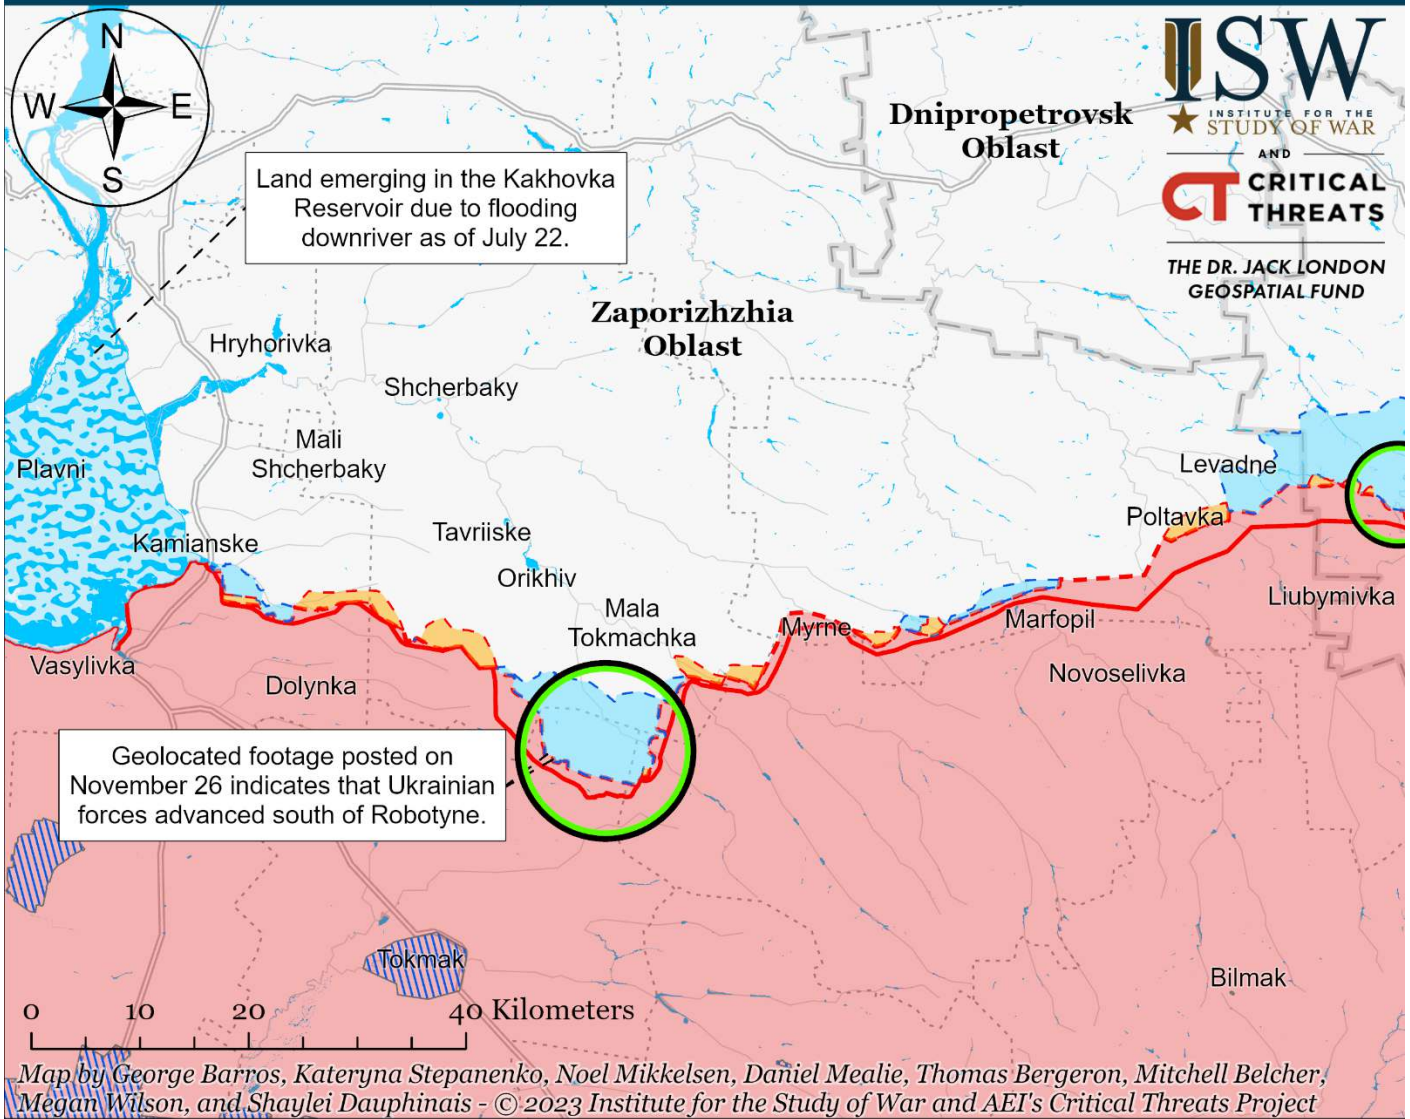 N
W
E
S
ISW
INSTITUTE FOR THE
STUDY OF WAR
AND
CT CRITICAL
THREATS
THE DR. JACK LONDON
GEOSPATIAL FUND
Dnipropetrovsk
Oblast
Land emerging in the Kakhovka
Reservoir due to flooding
downriver as of July 22.
Zaporizhzhia
Oblast
Hryhorivka
Shcherbaky
Mali
Shcherbaky
Plavni
Levadne
Poltavka
Tavriiske
Kamianske
Orikhiv
Mala
Tokmachka
Liubymivka
Myrne
Marfopil
Vasylivka
Dolynka
Novoselivka
Geolocated footage posted on
November 26 indicates that Ukrainian
forces advanced south of Robotyne.
Tokmak
Bilmak
0 10 20 40 Kilometers
Map by George Barros, Kateryna Stepanenko, Noel Mikkelsen, Daniel Mealie, Thomas Bergeron, Mitchell Belcher,
Megan Wilson, and Shaylei Dauphinais - © 2023 Institute for the Study of War and AEI's Critical Threats Project